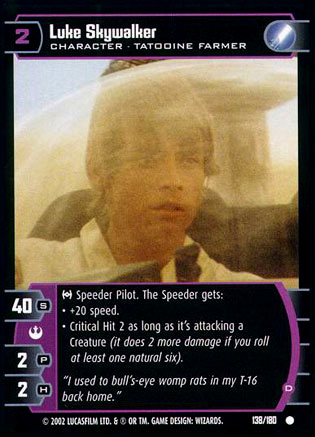 2
Luke Skywalker
CHARACTER · TATOOINE FARMER
40 S
2 P
2 H
Speeder Pilot. The Speeder gets:
• +20 speed.
• Critical Hit 2 as long as it's attacking a
Creature (it does 2 more damage if you roll
at least one natural six).
"I used to bull's-eye womp rats in my T-16
back home."
D
© 2002 LUCASFILM LTD. & ® OR TM. GAME DESIGN: WIZARDS.
138/180